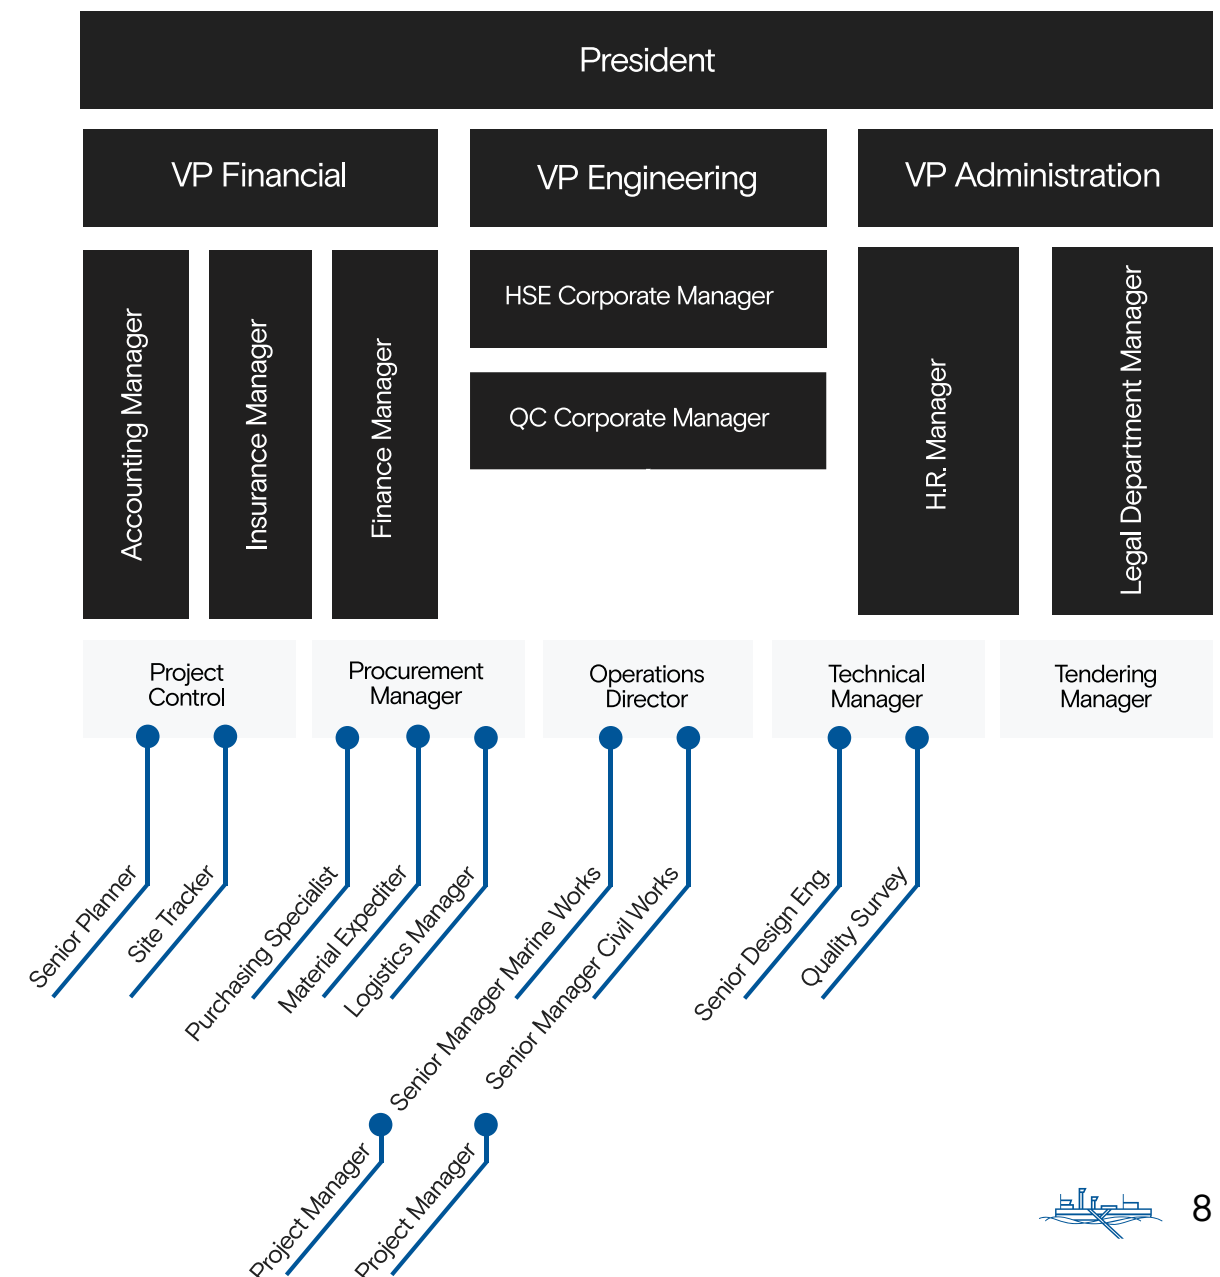 President
VP Financial
VP Engineering
VP Administration
Accounting Manager
Insurance Manager
Finance Manager
HSE Corporate Manager
QC Corporate Manager
H.R. Manager
Legal Department Manager
Project
Control
Procurement
Manager
Operations
Director
Technical
Manager
Tendering
Manager
Senior Planner
Site Tracker
Purchasing Specialist
Material Expediter
Logistics Manager
Senior Manager Marine Works
Senior Manager Civil Works
Senior Design Eng.
Quality Survey
Project Manager
Project Manager
8